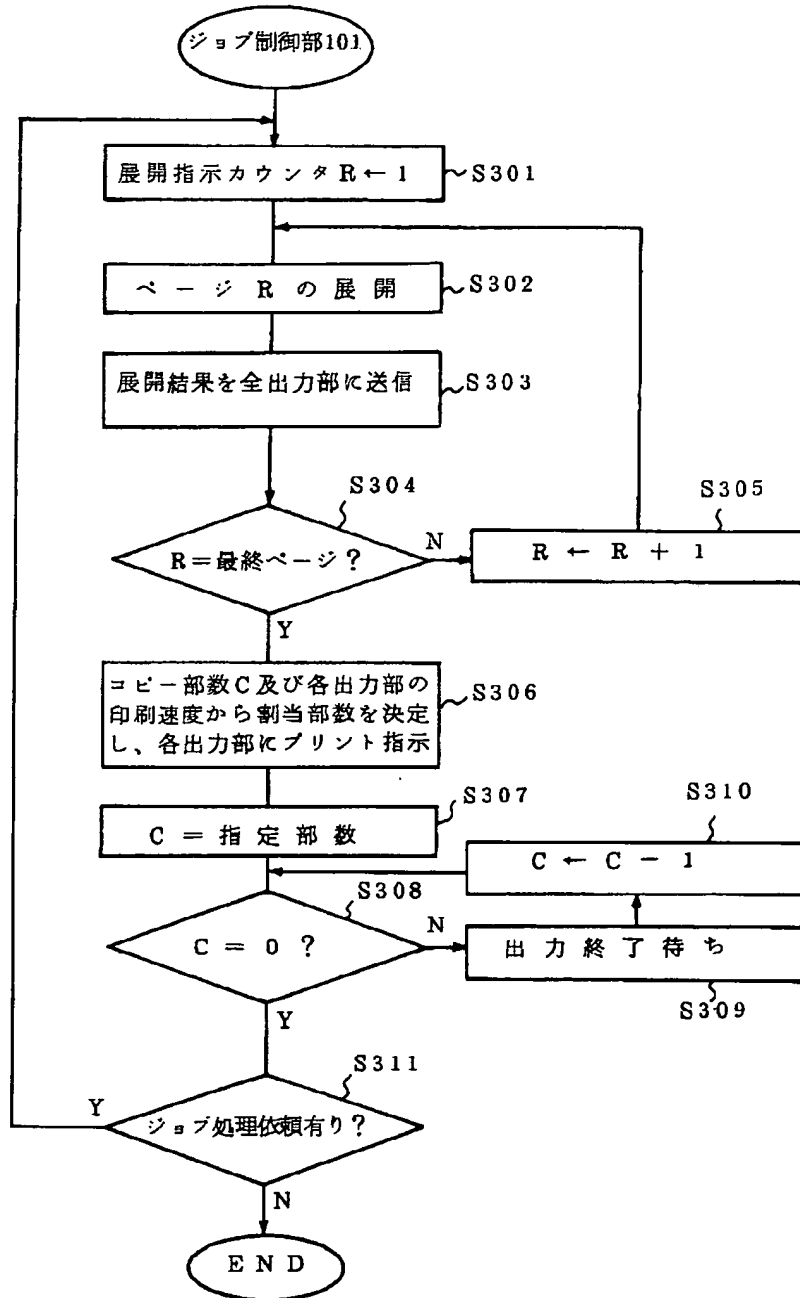 ジョブ制御部101
展開指示カウンタR←1
S301
ページRの展開
S302
展開結果を全出力部に送信
S303
S304
R=最終ページ?
N
S305
R←R+1
Y
コピー部数C及び各出力部の
印刷速度から割当部数を決定
し、各出力部にプリント指示
S306
S307
C=指定部数
S310
C←C-1
S308
C=0?
N
出力終了待ち
S309
Y
S311
Y
ジョブ処理依頼有り?
N
END